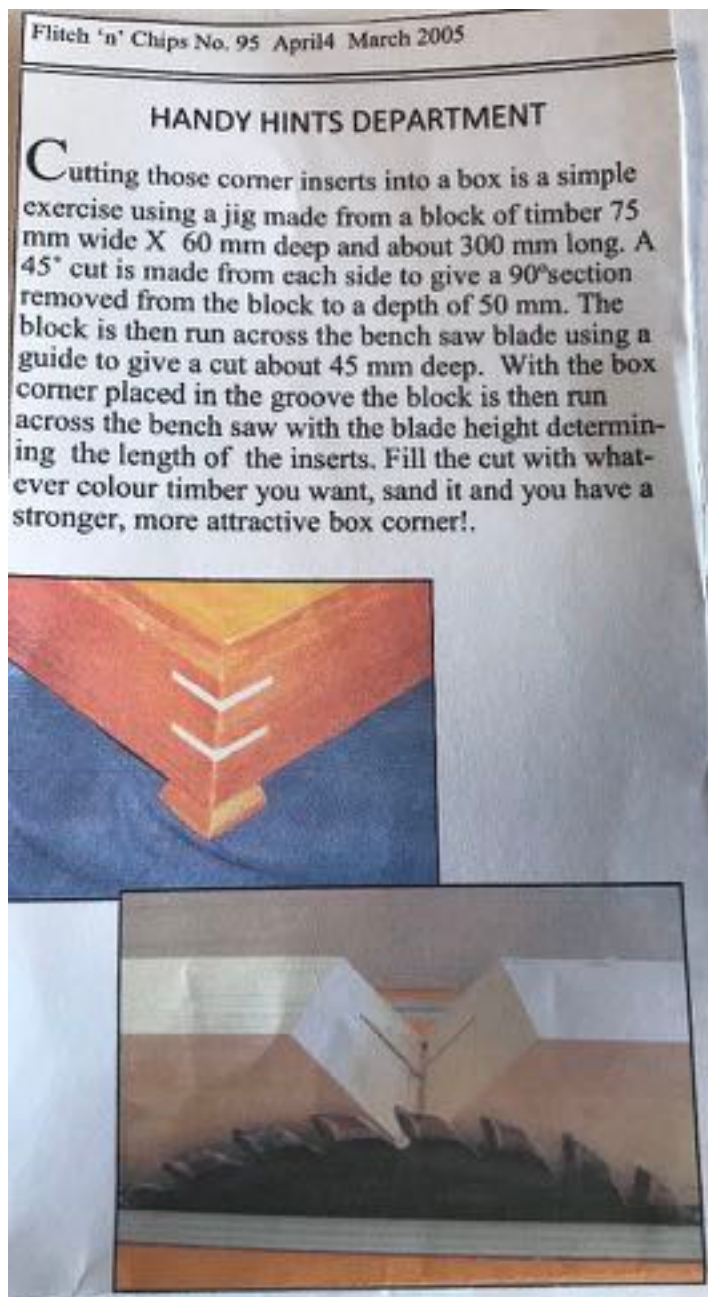 Flitch 'n' Chips No. 95 April4 March 2005
HANDY HINTS DEPARTMENT
Cutting those corner inserts into a box is a simple
exercise using a jig made from a block of timber 75
mm wide X 60 mm deep and about 300 mm long. A
45° cut is made from each side to give a 90°section
removed from the block to a depth of 50 mm. The
block is then run across the bench saw blade using a
guide to give a cut about 45 mm deep. With the box
corner placed in the groove the block is then run
across the bench saw with the blade height determin-
ing the length of the inserts. Fill the cut with what-
ever colour timber you want, sand it and you have a
stronger, more attractive box corner!.